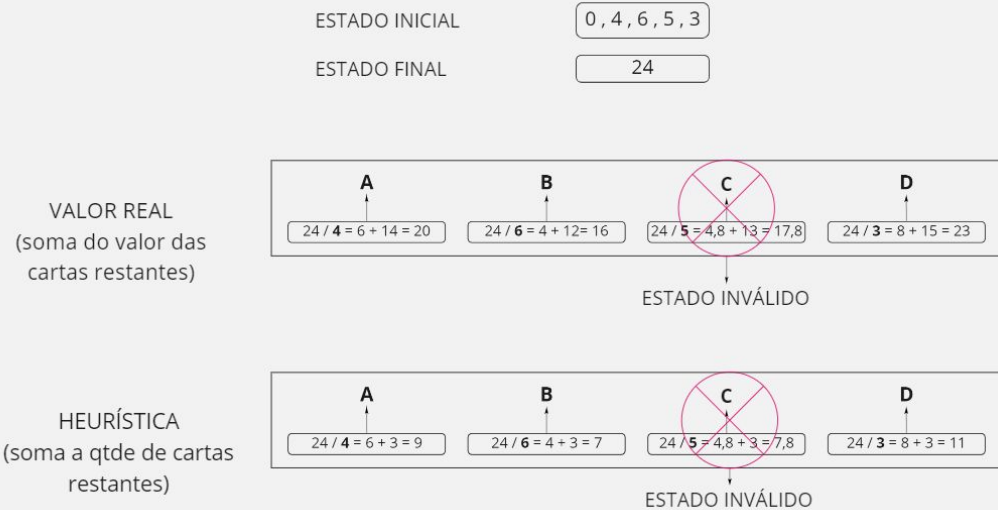 ESTADO INICIAL
0 , 4 , 6 , 5 , 3
ESTADO FINAL
24
VALOR REAL
(soma do valor das
cartas restantes)
A
24 / 4 = 6 + 14 = 20
B
24 / 6 = 4 + 12= 16
C
24 / 5 = 4,8 + 13 = 17,8
D
24 / 3 = 8 + 15 = 23
ESTADO INVÁLIDO
HEURÍSTICA
(soma a qtde de cartas
restantes)
A
24 / 4 = 6 + 3 = 9
B
24 / 6 = 4 + 3 = 7
C
24 / 5 = 4,8 + 3 = 7,8
D
24 / 3 = 8 + 3 = 11
ESTADO INVÁLIDO